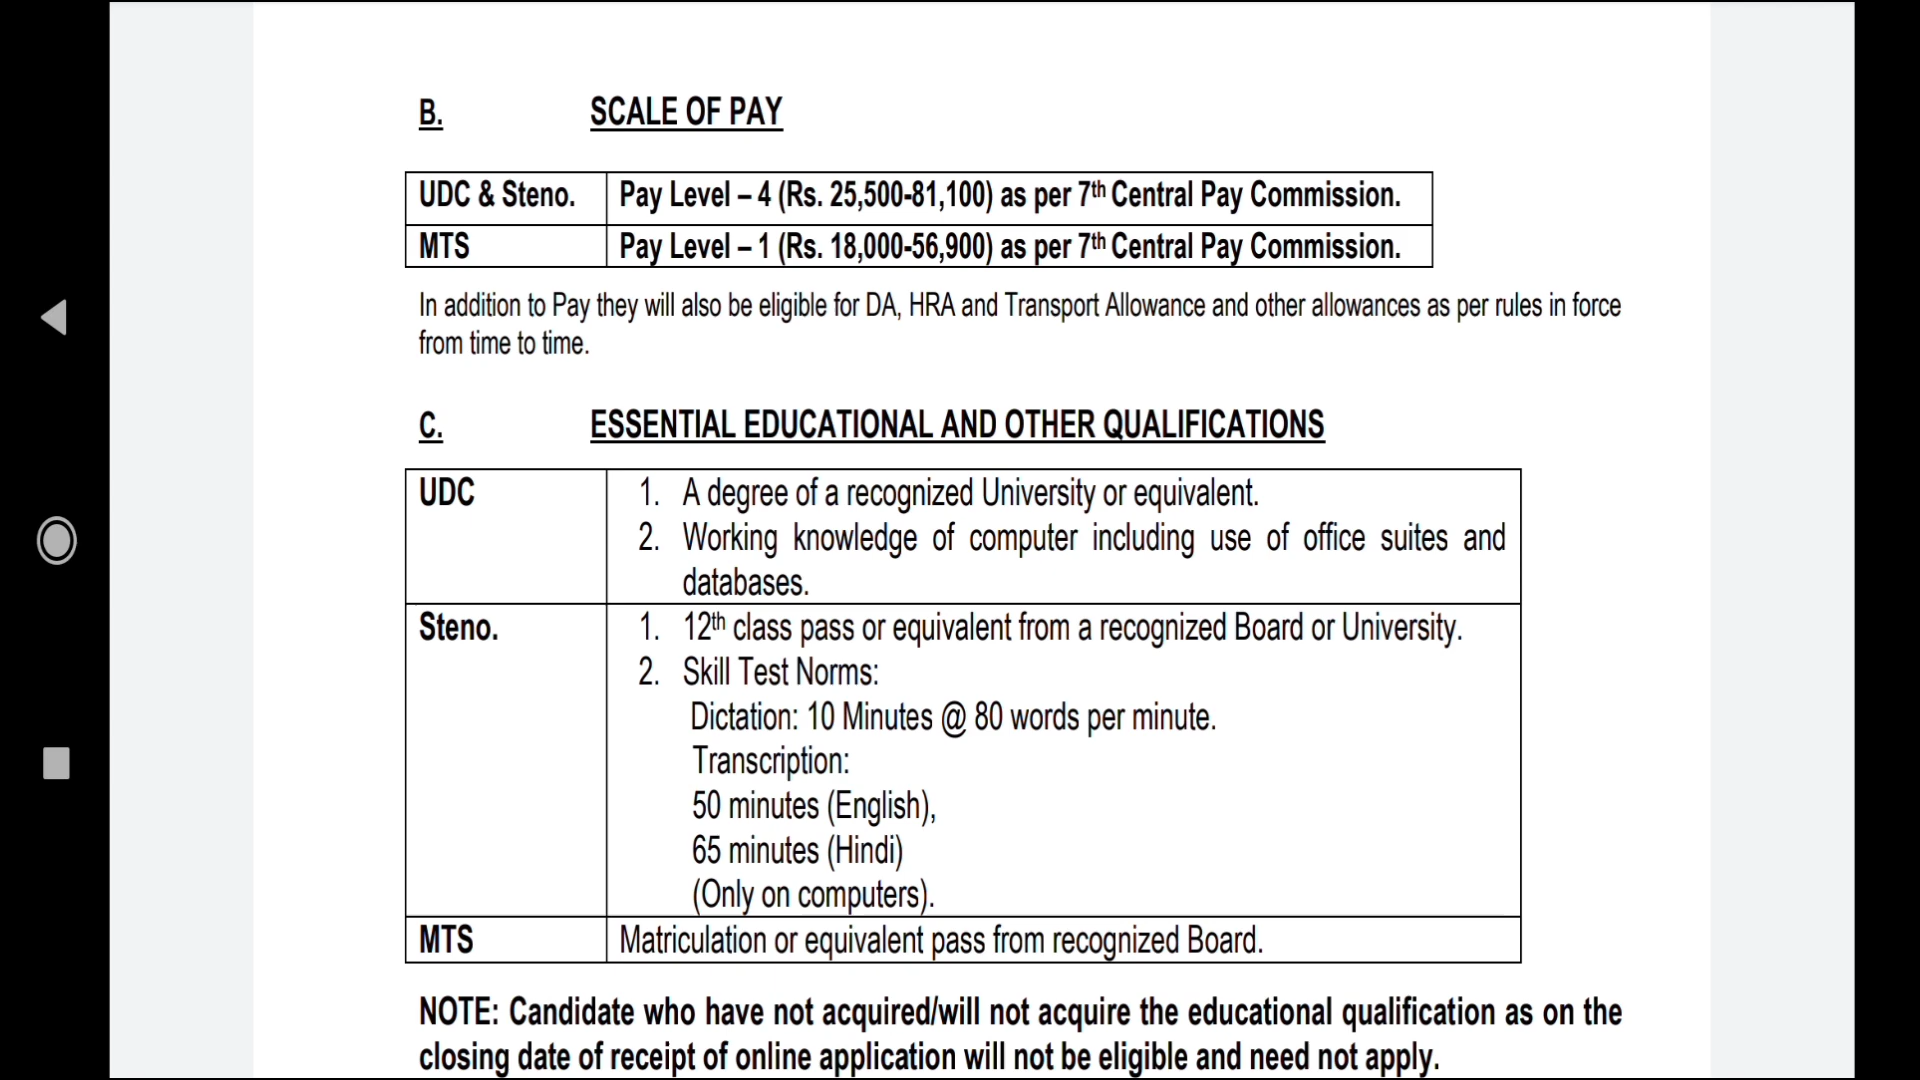 B. SCALE OF PAY
UDC & Steno. Pay Level – 4 (Rs. 25,500-81,100) as per 7th Central Pay Commission.
MTS Pay Level – 1 (Rs. 18,000-56,900) as per 7th Central Pay Commission.
In addition to Pay they will also be eligible for DA, HRA and Transport Allowance and other allowances as per rules in force
from time to time.
C. ESSENTIAL EDUCATIONAL AND OTHER QUALIFICATIONS
UDC 1. A degree of a recognized University or equivalent.
2. Working knowledge of computer including use of office suites and
databases.
Steno. 1. 12th class pass or equivalent from a recognized Board or University.
2. Skill Test Norms:
Dictation: 10 Minutes @ 80 words per minute.
Transcription:
50 minutes (English),
65 minutes (Hindi)
(Only on computers).
MTS Matriculation or equivalent pass from recognized Board.
NOTE: Candidate who have not acquired/will not acquire the educational qualification as on the
closing date of receipt of online application will not be eligible and need not apply.